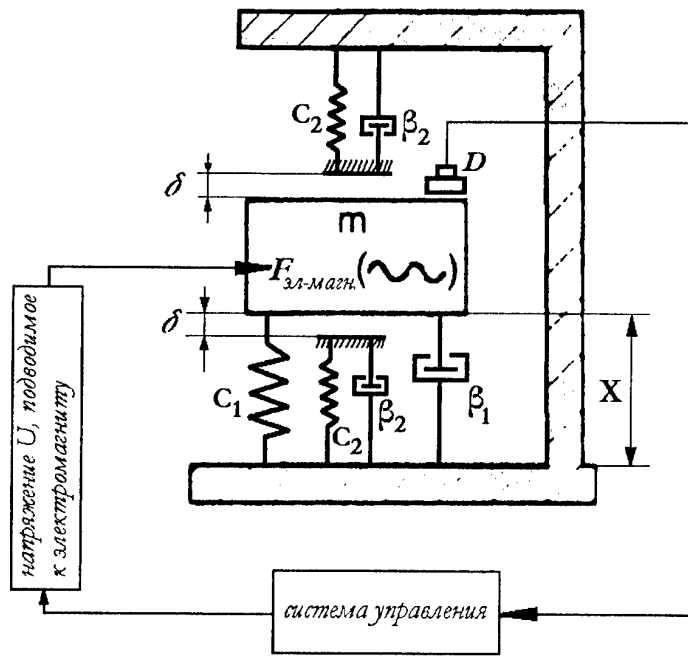 C₂
β₂
D
δ
m
F эл-магн. (
)
δ
C₁
C₂
β₂
β₁
X
напряжение U, подводимое
к электромагниту
система управления